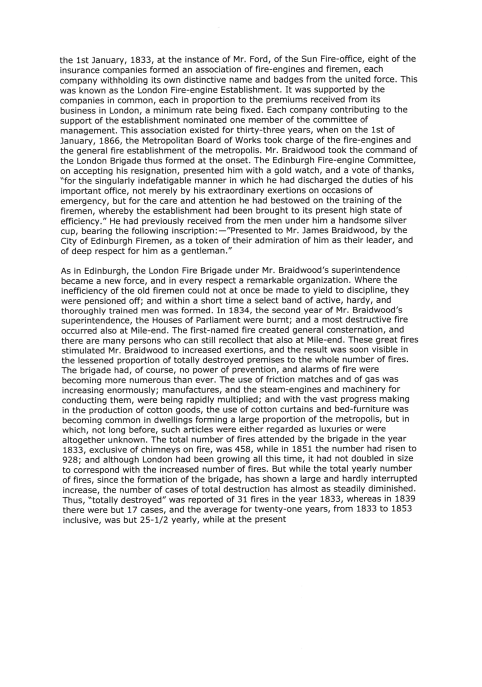 the 1st January, 1833, at the instance of Mr. Ford, of the Sun Fire-office, eight of the
insurance companies formed an association of fire-engines and firemen, each
company withholding its own distinctive name and badges from the united force. This
was known as the London Fire-engine Establishment. It was supported by the
companies in common, each in proportion to the premiums received from its
business in London, a minimum rate being fixed. Each company contributing to the
support of the establishment nominated one member of the committee of
management. This association existed for thirty-three years, when on the 1st of
January, 1866, the Metropolitan Board of Works took charge of the fire-engines and
the general fire establishment of the metropolis. Mr. Braidwood took the command of
the London Brigade thus formed at the onset. The Edinburgh Fire-engine Committee,
on accepting his resignation, presented him with a gold watch, and a vote of thanks,
“for the singularly indefatigable manner in which he had discharged the duties of his
important office, not merely by his extraordinary exertions on occasions of
emergency, but for the care and attention he had bestowed on the training of the
firemen, whereby the establishment had been brought to its present high state of
efficiency.” He had previously received from the men under him a handsome silver
cup, bearing the following inscription:—“Presented to Mr. James Braidwood, by the
City of Edinburgh Firemen, as a token of their admiration of him as their leader, and
of deep respect for him as a gentleman.”
As in Edinburgh, the London Fire Brigade under Mr. Braidwood’s superintendence
became a new force, and in every respect a remarkable organization. Where the
inefficiency of the old firemen could not at once be made to yield to discipline, they
were pensioned off; and within a short time a select band of active, hardy, and
thoroughly trained men was formed. In 1834, the second year of Mr. Braidwood’s
superintendence, the Houses of Parliament were burnt; and a most destructive fire
occurred also at Mile-end. The first-named fire created general consternation, and
there are many persons who can still recollect that also at Mile-end. These great fires
stimulated Mr. Braidwood to increased exertions, and the result was soon visible in
the lessened proportion of totally destroyed premises to the whole number of fires.
The brigade had, of course, no power of prevention, and alarms of fire were
becoming more numerous than ever. The use of friction matches and of gas was
increasing enormously; manufactures, and the steam-engines and machinery for
conducting them, were being rapidly multiplied; and with the vast progress making
in the production of cotton goods, the use of cotton curtains and bed-furniture was
becoming common in dwellings forming a large proportion of the metropolis, but in
which, not long before, such articles were either regarded as luxuries or were
altogether unknown. The total number of fires attended by the brigade in the year
1833, exclusive of chimneys on fire, was 458, while in 1851 the number had risen to
928; and although London had been growing all this time, it had not doubled in size
to correspond with the increased number of fires. But while the total yearly number
of fires, since the formation of the brigade, has shown a large and hardly interrupted
increase, the number of cases of total destruction has almost as steadily diminished.
Thus, “totally destroyed” was reported of 31 fires in the year 1833, whereas in 1839
there were but 17 cases, and the average for twenty-one years, from 1833 to 1853
inclusive, was but 25-1/2 yearly, while at the present